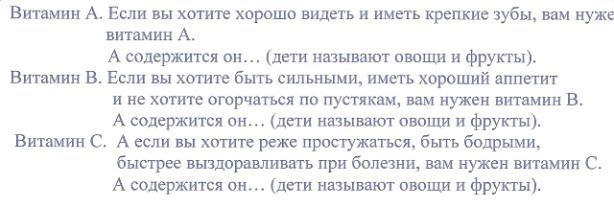 Витамин А. Если вы хотите хорошо видеть и иметь крепкие зубы, вам нуже
витамин А.
А содержится он… (дети называют овощи и фрукты).
Витамин В. Если вы хотите быть сильными, иметь хороший аппетит
и не хотите огорчаться по пустякам, вам нужен витамин В.
А содержится он… (дети называют овощи и фрукты).
Витамин С. А если вы хотите реже простужаться, быть бодрыми,
быстрее выздоравливать при болезни, вам нужен витамин С.
А содержится он… (дети называют овощи и фрукты).